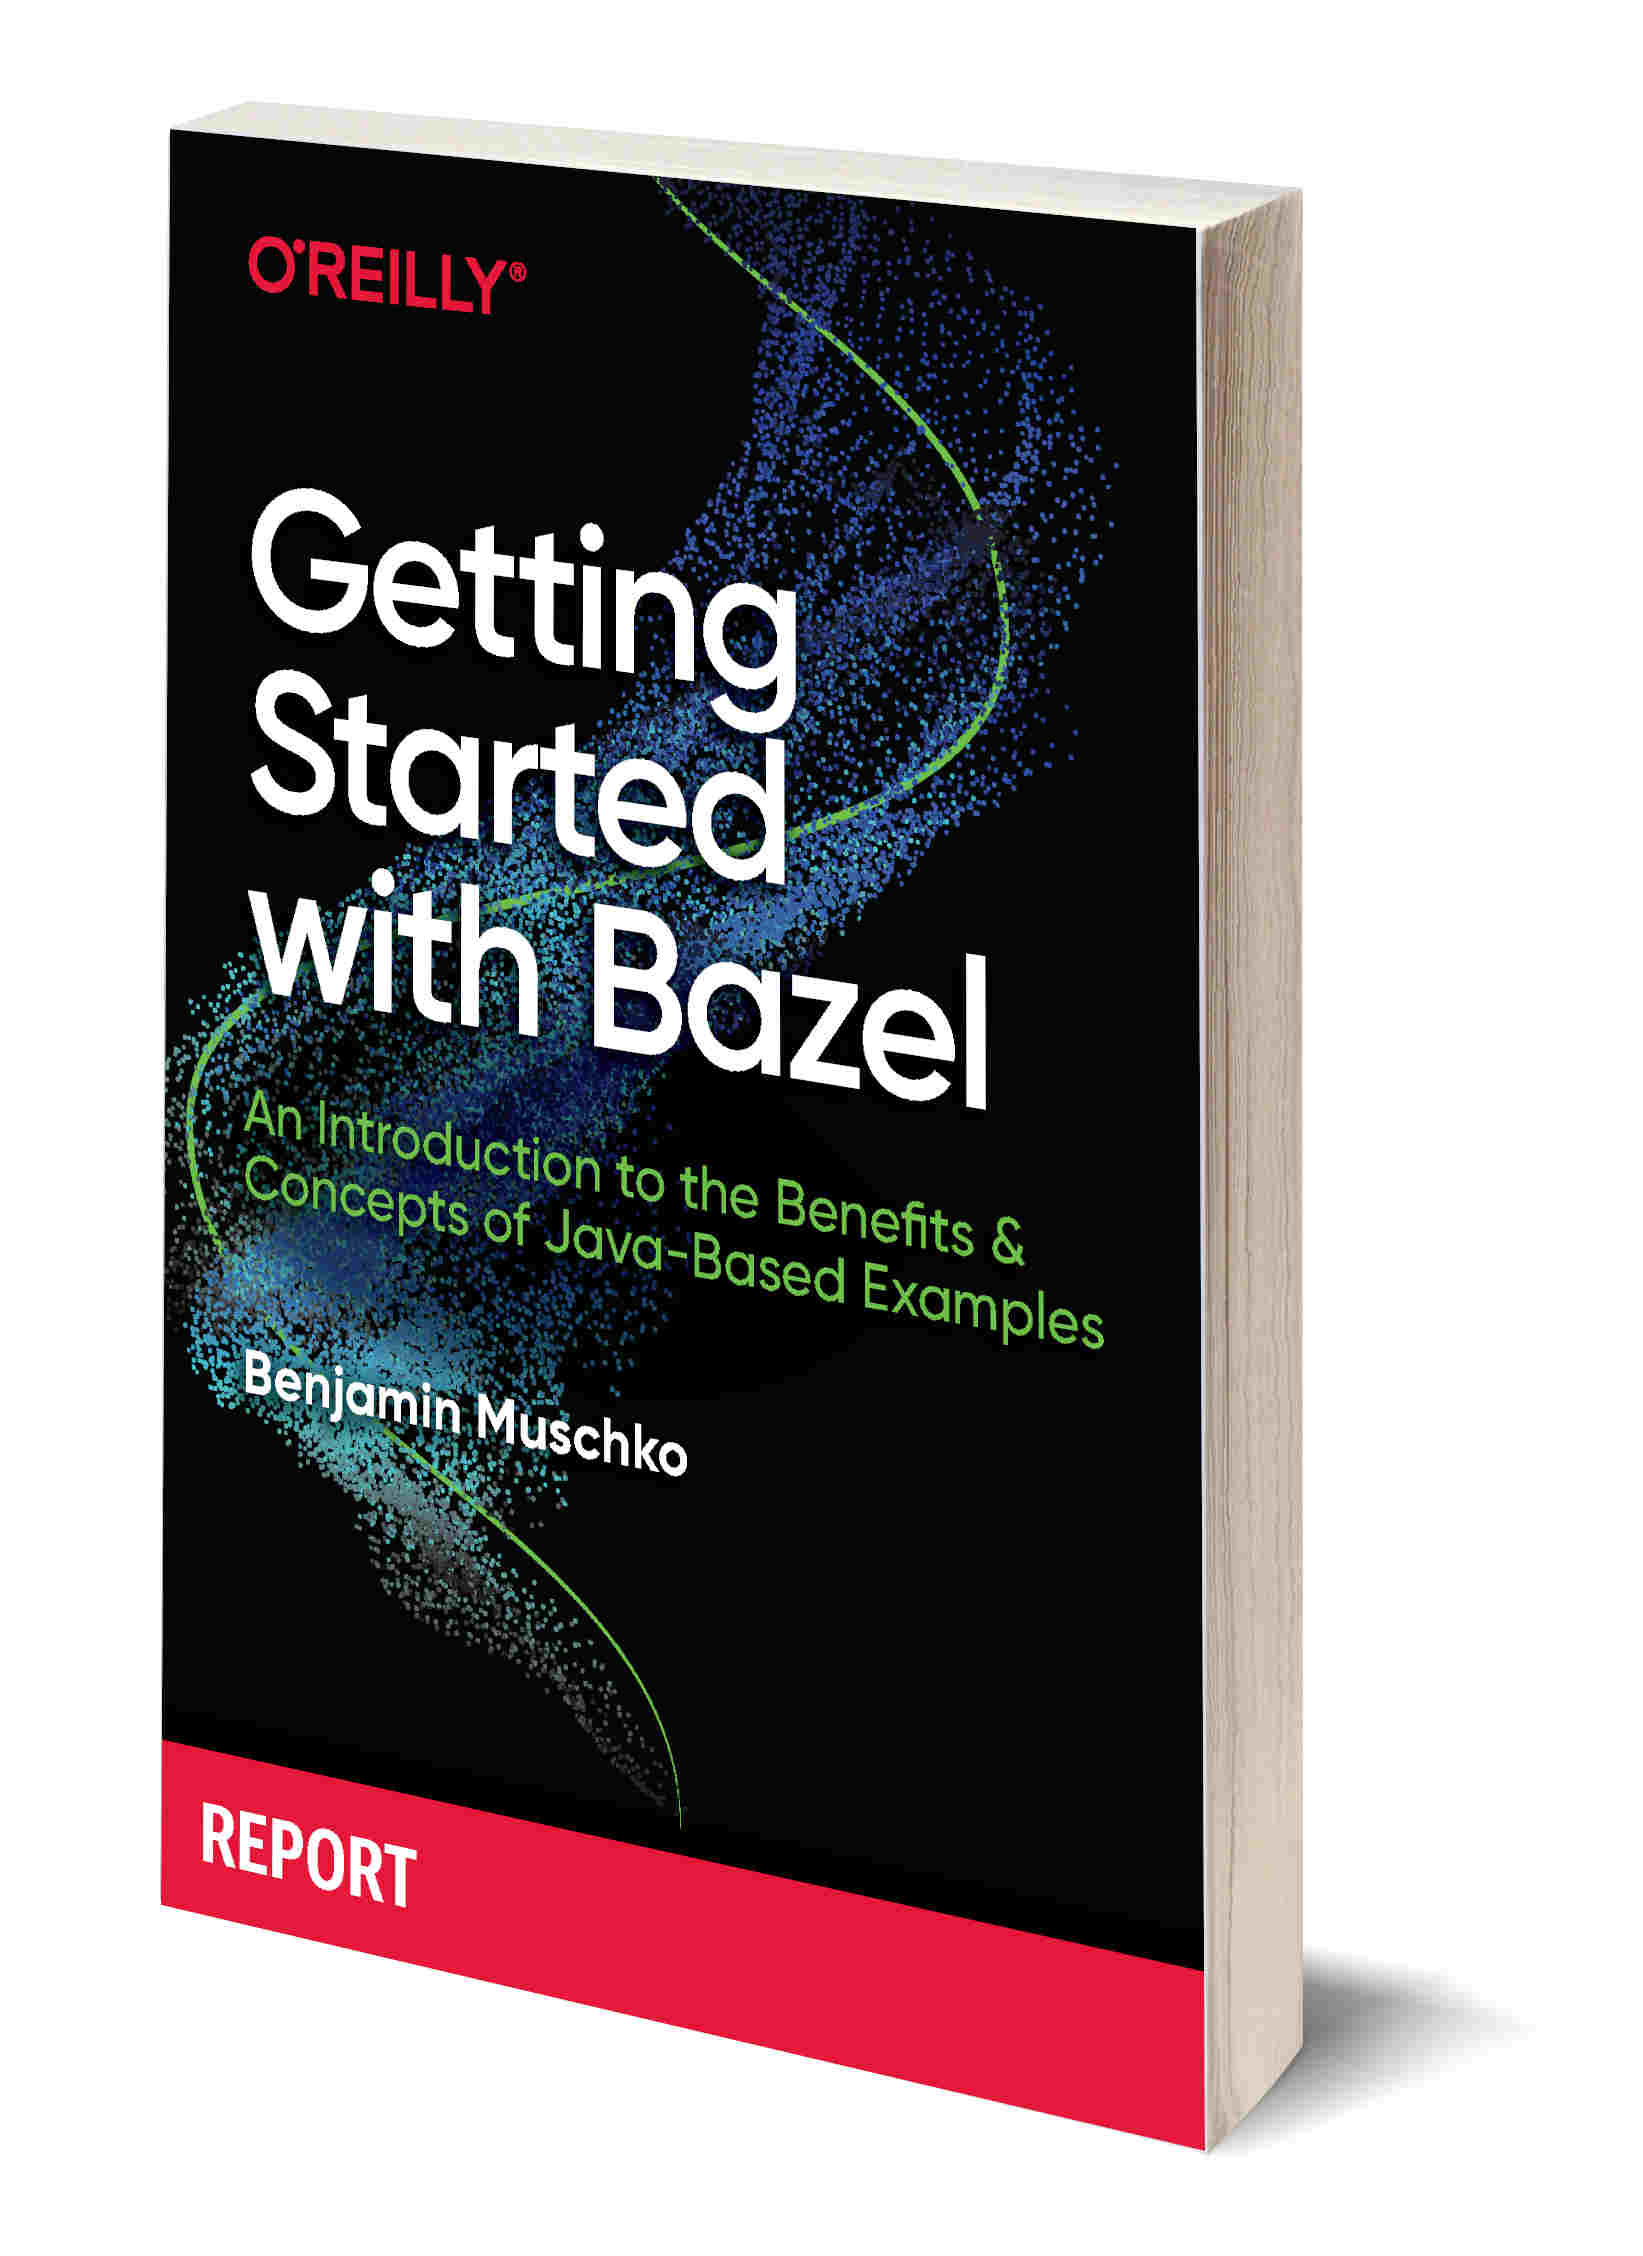 O'REILLY®
Getting
Started
with Bazel
An Introduction to the Benefits &
Concepts of Java-Based Examples
Benjamin Muschko
REPORT